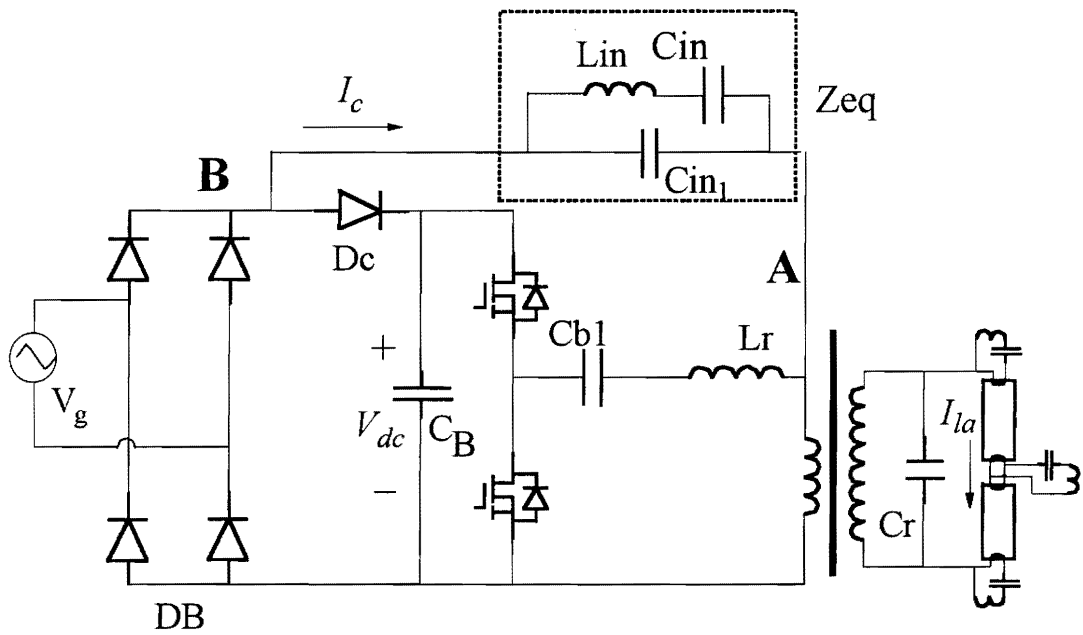 Lin Cin
Zeq
I_c
Cin_1
B
Dc
A
Cb1
Lr
+
V_g
V_dc
C_B
I_la
−
Cr
DB